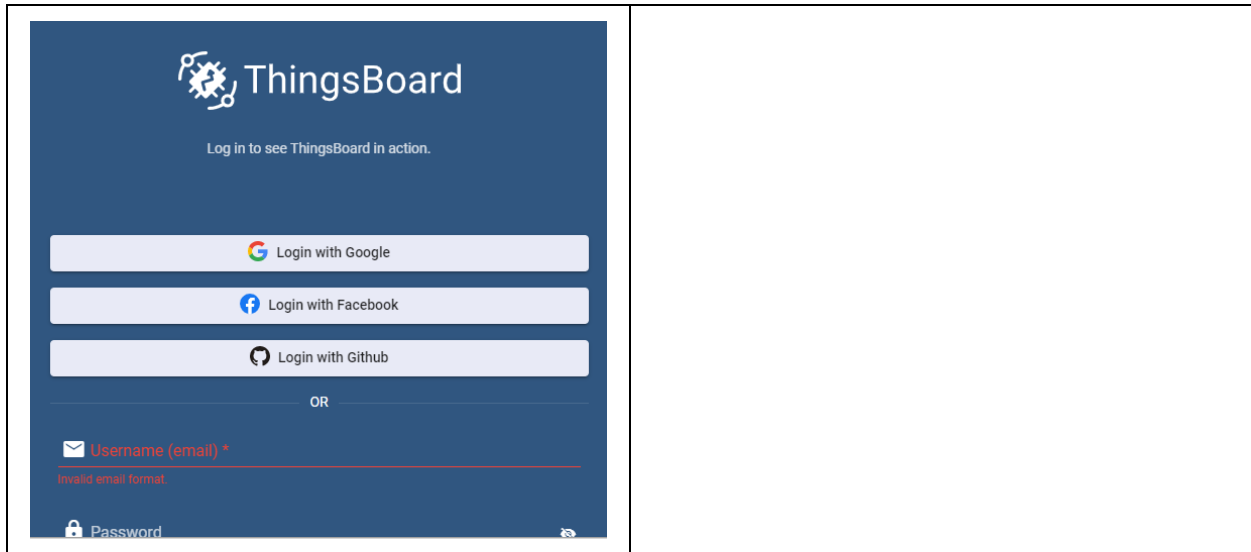 ThingsBoard
Log in to see ThingsBoard in action.
Login with Google
Login with Facebook
Login with Github
OR
Username (email) *
Invalid email format.
Password